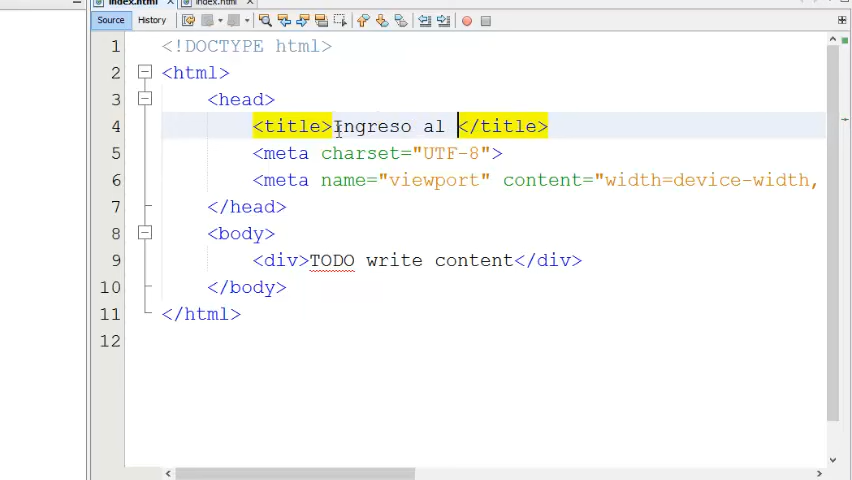 index.html index.html
Source History
1 <!DOCTYPE html>
2 <html>
3 <head>
4 <title>Ingreso al </title>
5 <meta charset="UTF-8">
6 <meta name="viewport" content="width=device-width,
7 </head>
8 <body>
9 <div>TODO write content</div>
10 </body>
11 </html>
12